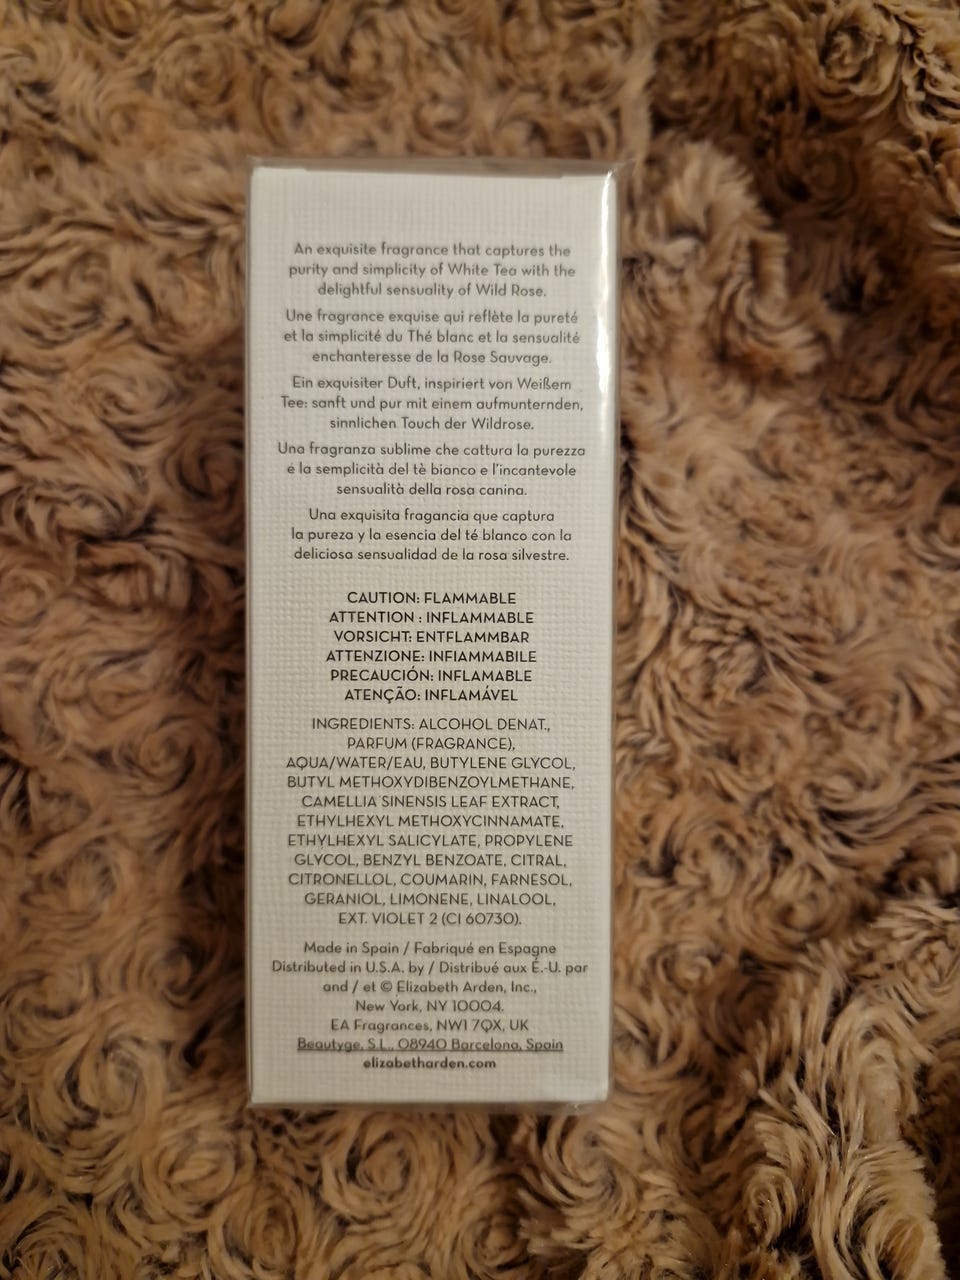 An exquisite fragrance that captures the
purity and simplicity of White Tea with the
delightful sensuality of Wild Rose.
Une fragrance exquise qui reflète la pureté
et la simplicité du Thé blanc et la sensualité
enchanteresse de la Rose Sauvage.
Ein exquisiter Duft, inspiriert von Weißem
Tee: sanft und pur mit einem aufmunternden,
sinnlichen Touch der Wildrose.
Una fragranza sublime che cattura la purezza
e la semplicità del tè bianco e l'incantevole
sensualità della rosa canina.
Una exquisita fragancia que captura
la pureza y la esencia del té blanco con la
deliciosa sensualidad de la rosa silvestre.
CAUTION: FLAMMABLE
ATTENTION : INFLAMMABLE
VORSICHT: ENTFLAMMBAR
ATTENZIONE: INFIAMMABILE
PRECAUCIÓN: INFLAMABLE
ATENÇÃO: INFLAMÁVEL
INGREDIENTS: ALCOHOL DENAT.,
PARFUM (FRAGRANCE),
AQUA/WATER/EAU, BUTYLENE GLYCOL,
BUTYL METHOXYDIBENZOYLMETHANE,
CAMELLIA SINENSIS LEAF EXTRACT,
ETHYLHEXYL METHOXYCINNAMATE,
ETHYLHEXYL SALICYLATE, PROPYLENE
GLYCOL, BENZYL BENZOATE, CITRAL,
CITRONELLOL, COUMARIN, FARNESOL,
GERANIOL, LIMONENE, LINALOOL,
EXT. VIOLET 2 (CI 60730).
Made in Spain / Fabriqué en Espagne
Distributed in U.S.A. by / Distribué aux É.-U. par
and / et © Elizabeth Arden, Inc.,
New York, NY 10004.
EA Fragrances, NW1 7QX, UK
Beautyge, S.L., 08940 Barcelona, Spain
elizabetharden.com